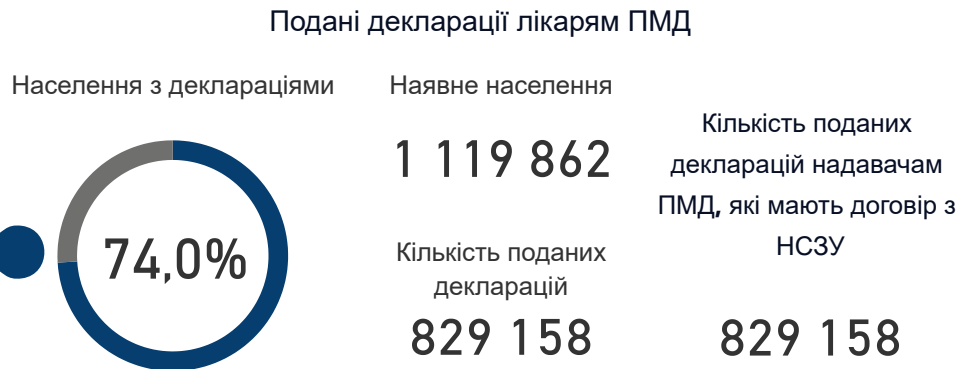 Подані декларації лікарям ПМД
Населення з деклараціями
74,0%
Наявне населення
1 119 862
Кількість поданих
декларацій
829 158
Кількість поданих
декларацій надавачам
ПМД, які мають договір з
НСЗУ
829 158